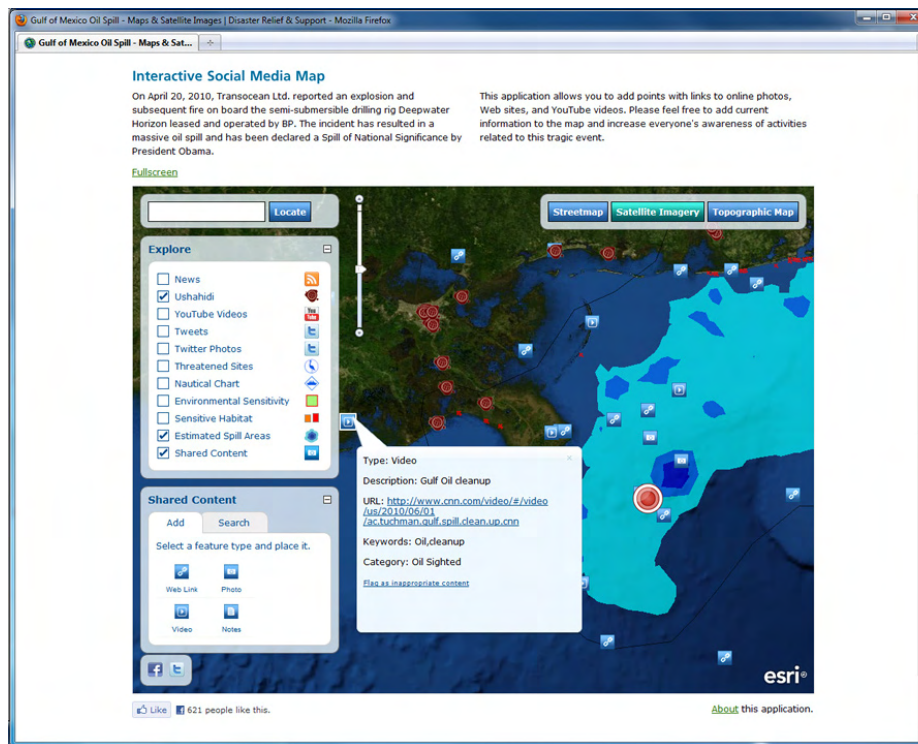 Gulf of Mexico Oil Spill - Maps & Satellite Images | Disaster Relief & Support - Mozilla Firefox
Gulf of Mexico Oil Spill - Maps & Sat...
Interactive Social Media Map
On April 20, 2010, Transocean Ltd. reported an explosion and
subsequent fire on board the semi-submersible drilling rig Deepwater
Horizon leased and operated by BP. The incident has resulted in a
massive oil spill and has been declared a Spill of National Significance by
President Obama.
This application allows you to add points with links to online photos,
Web sites, and YouTube videos. Please feel free to add current
information to the map and increase everyone's awareness of activities
related to this tragic event.
Fullscreen
Locate
Streetmap
Satellite Imagery
Topographic Map
Explore
News
Ushahidi
YouTube Videos
You
Tube
Tweets
Twitter Photos
Threatened Sites
Nautical Chart
Environmental Sensitivity
Sensitive Habitat
Estimated Spill Areas
Shared Content
Type: Video
Description: Gulf Oil cleanup
URL: http://www.cnn.com/video/#/video
/us/2010/06/01
/ac.tuchman.gulf.spill.clean.up.cnn
Keywords: Oil,cleanup
Category: Oil Sighted
Flag as inappropriate content
Shared Content
Add
Search
Select a feature type and place it.
Web Link
Photo
Video
Notes
esri
Like
621 people like this.
About this application.